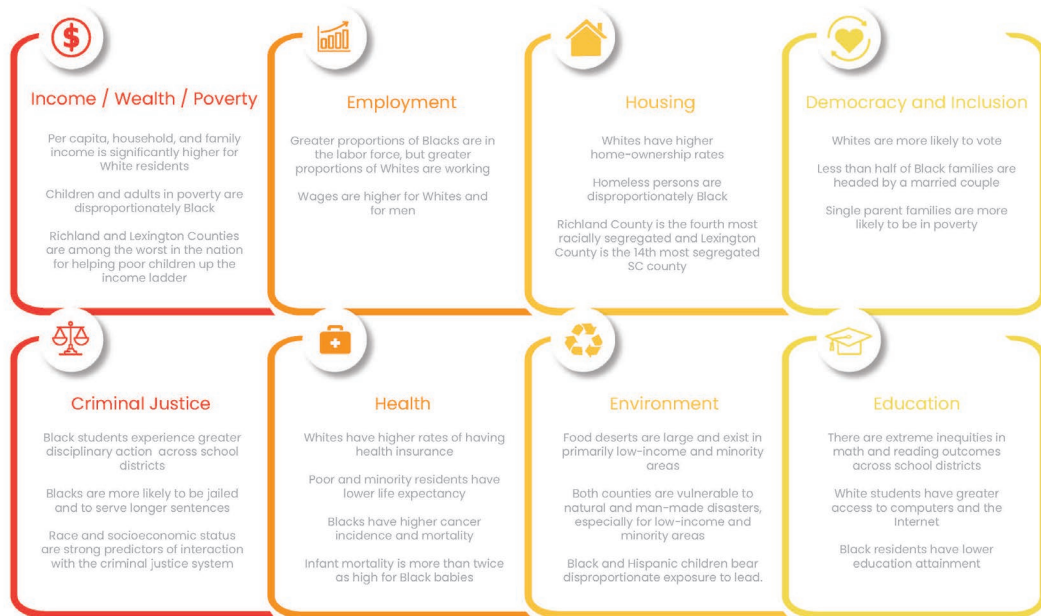 $
Income / Wealth / Poverty
Per capita, household, and family
income is significantly higher for
White residents
Children and adults in poverty are
disproportionately Black
Richland and Lexington Counties
are among the worst in the nation
for helping poor children up the
income ladder
Employment
Greater proportions of Blacks are in
the labor force, but greater
proportions of Whites are working
Wages are higher for Whites and
for men
Housing
Whites have higher
home-ownership rates
Homeless persons are
disproportionately Black
Richland County is the fourth most
racially segregated and Lexington
County is the 14th most segregated
SC county
Democracy and Inclusion
Whites are more likely to vote
Less than half of Black families are
headed by a married couple
Single parent families are more
likely to be in poverty
Criminal Justice
Black students experience greater
disciplinary action across school
districts
Blacks are more likely to be jailed
and to serve longer sentences
Race and socioeconomic status
are strong predictors of interaction
with the criminal justice system
Health
Whites have higher rates of having
health insurance
Poor and minority residents have
lower life expectancy
Blacks have higher cancer
incidence and mortality
Infant mortality is more than twice
as high for Black babies
Environment
Food deserts are large and exist in
primarily low-income and minority
areas
Both counties are vulnerable to
natural and man-made disasters,
especially for low-income and
minority areas
Black and Hispanic children bear
disproportionate exposure to lead.
Education
There are extreme inequities in
math and reading outcomes
across school districts
White students have greater
access to computers and the
Internet
Black residents have lower
education attainment